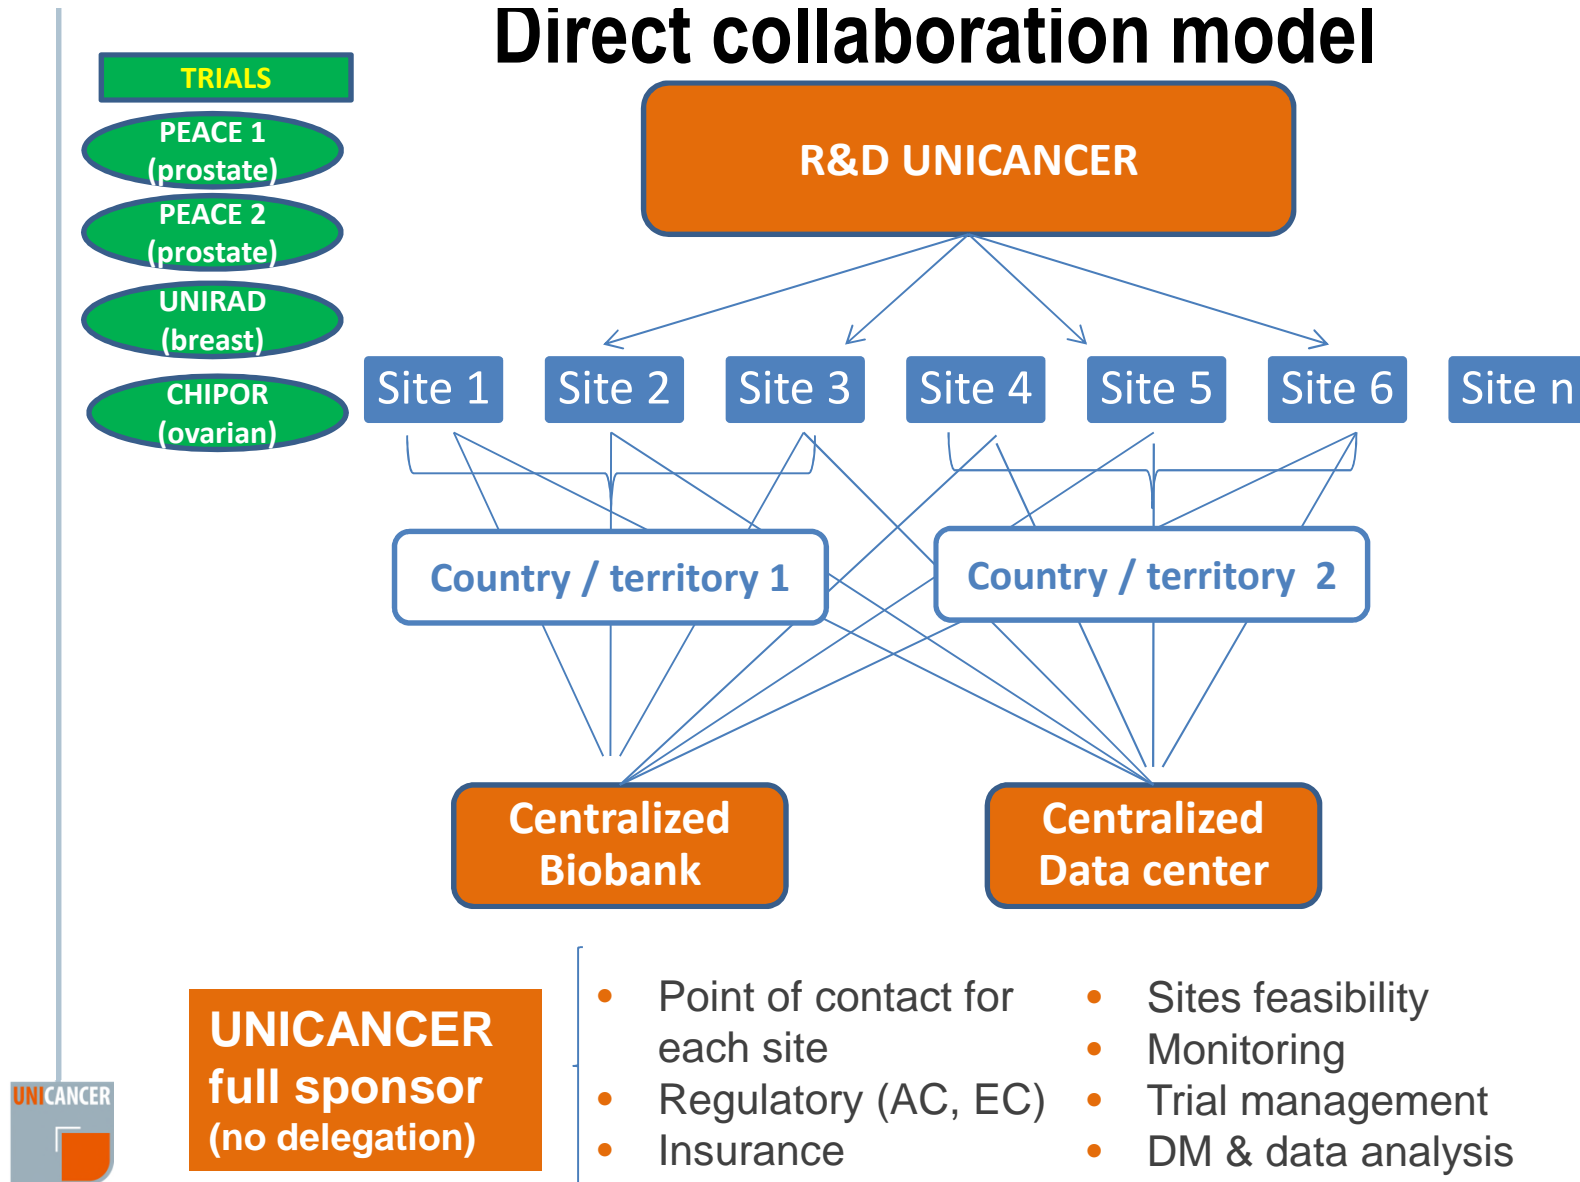 Direct collaboration model
TRIALS
PEACE 1
(prostate)
PEACE 2
(prostate)
UNIRAD
(breast)
CHIPOR
(ovarian)
R&D UNICANCER
Site 1
Site 2
Site 3
Site 4
Site 5
Site 6
Site n
Country / territory 1
Country / territory 2
Centralized
Biobank
Centralized
Data center
UNICANCER
full sponsor
(no delegation)
• Point of contact for
each site
• Regulatory (AC, EC)
• Insurance
• Sites feasibility
• Monitoring
• Trial management
• DM & data analysis
UNICANCER